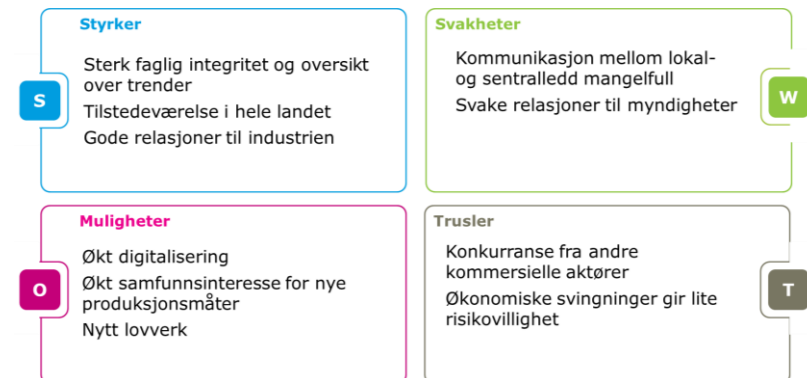 Styrker
Sterk faglig integritet og oversikt
over trender
Tilstedeværelse i hele landet
Gode relasjoner til industrien
S
Svakheter
Kommunikasjon mellom lokal-
og sentralledd mangelfull
Svake relasjoner til myndigheter
W
Muligheter
Økt digitalisering
Økt samfunnsinteresse for nye
produksjonsmåter
Nytt lovverk
O
Trusler
Konkurranse fra andre
kommersielle aktører
Økonomiske svingninger gir lite
risikovillighet
T